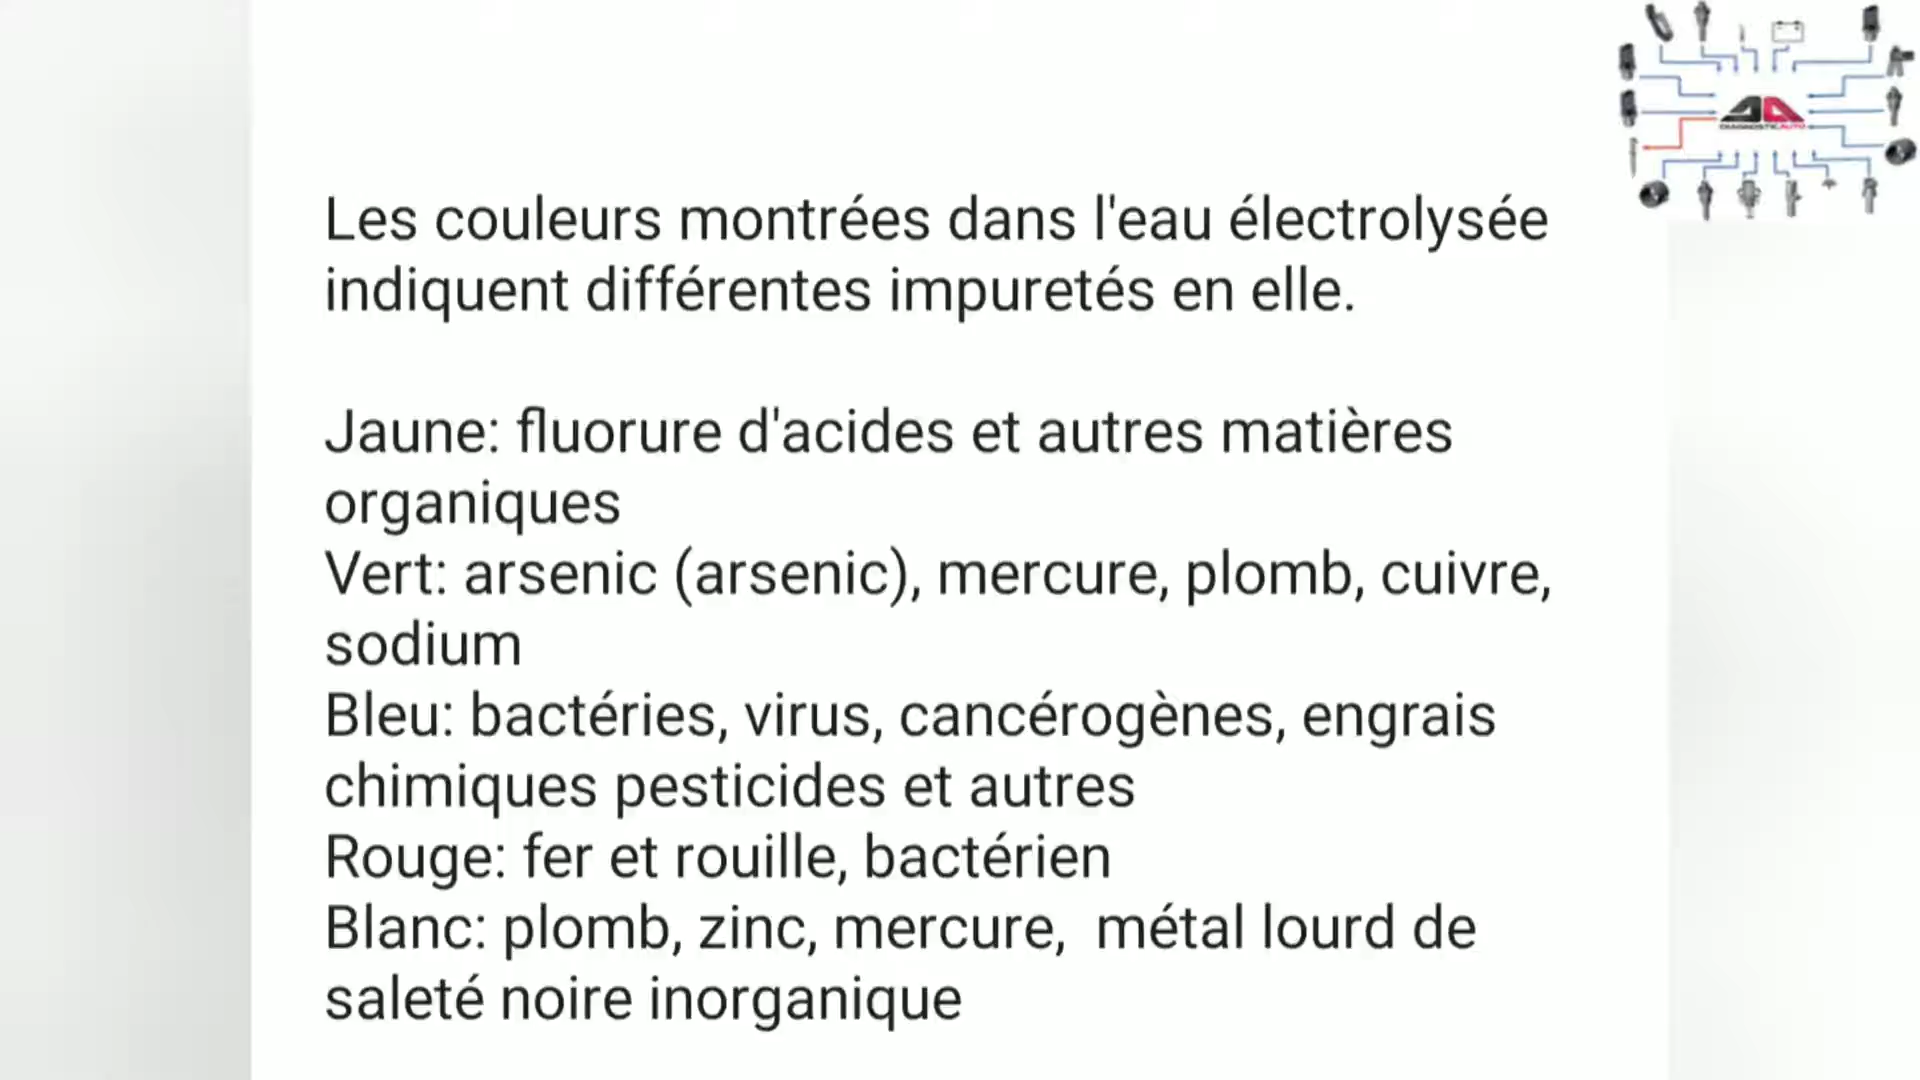 DIAGNOSTIC AUTO
Les couleurs montrées dans l'eau électrolysée
indiquent différentes impuretés en elle.
Jaune: fluorure d'acides et autres matières
organiques
Vert: arsenic (arsenic), mercure, plomb, cuivre,
sodium
Bleu: bactéries, virus, cancérogènes, engrais
chimiques pesticides et autres
Rouge: fer et rouille, bactérien
Blanc: plomb, zinc, mercure,  métal lourd de
saleté noire inorganique